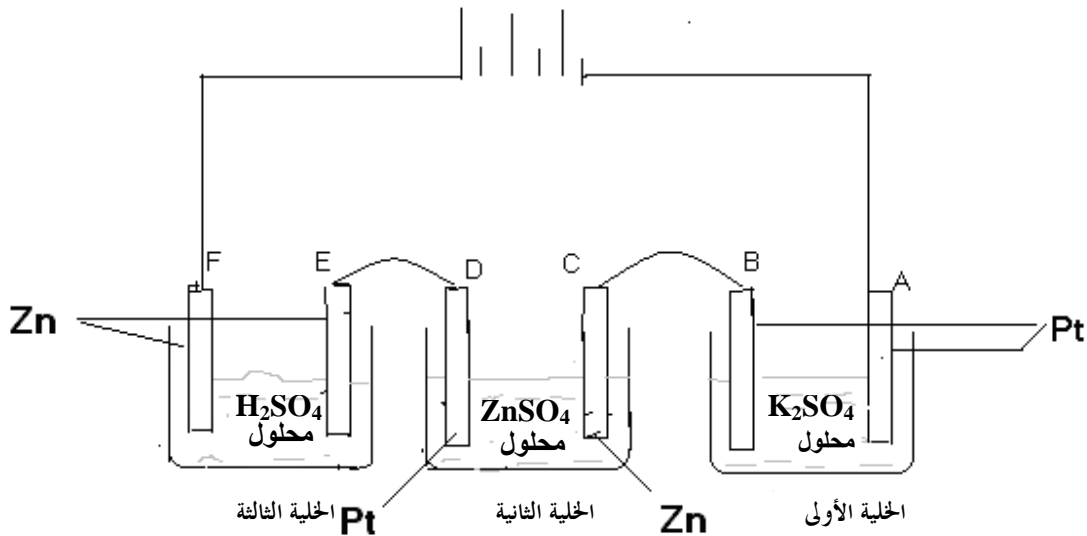 F
E
D
C
B
A
Zn
Pt
H₂SO₄
محلول
ZnSO₄
محلول
K₂SO₄
محلول
الخلية الثالثة
Pt
الخلية الثانية
Zn
الخلية الأولى